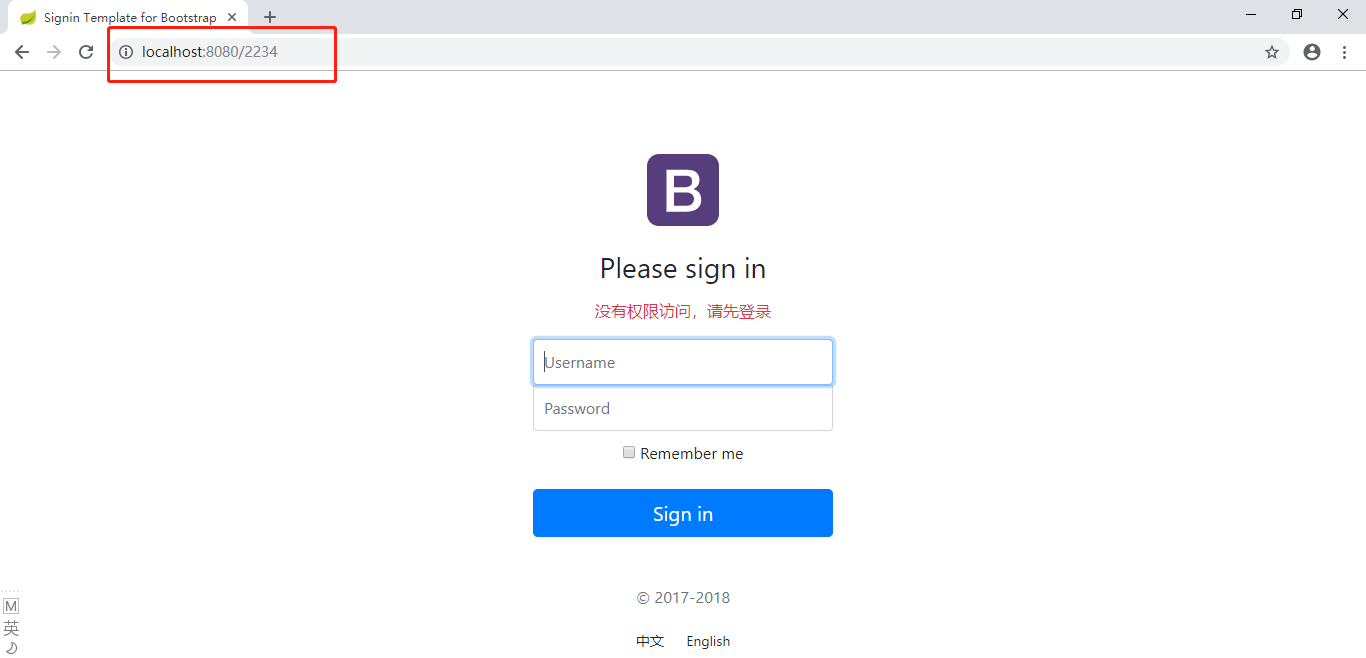 Signin Template for Bootstrap
localhost:8080/2234
B
Please sign in
没有权限访问，请先登录
Username
Password
Remember me
Sign in
© 2017-2018
中文 English
M
英